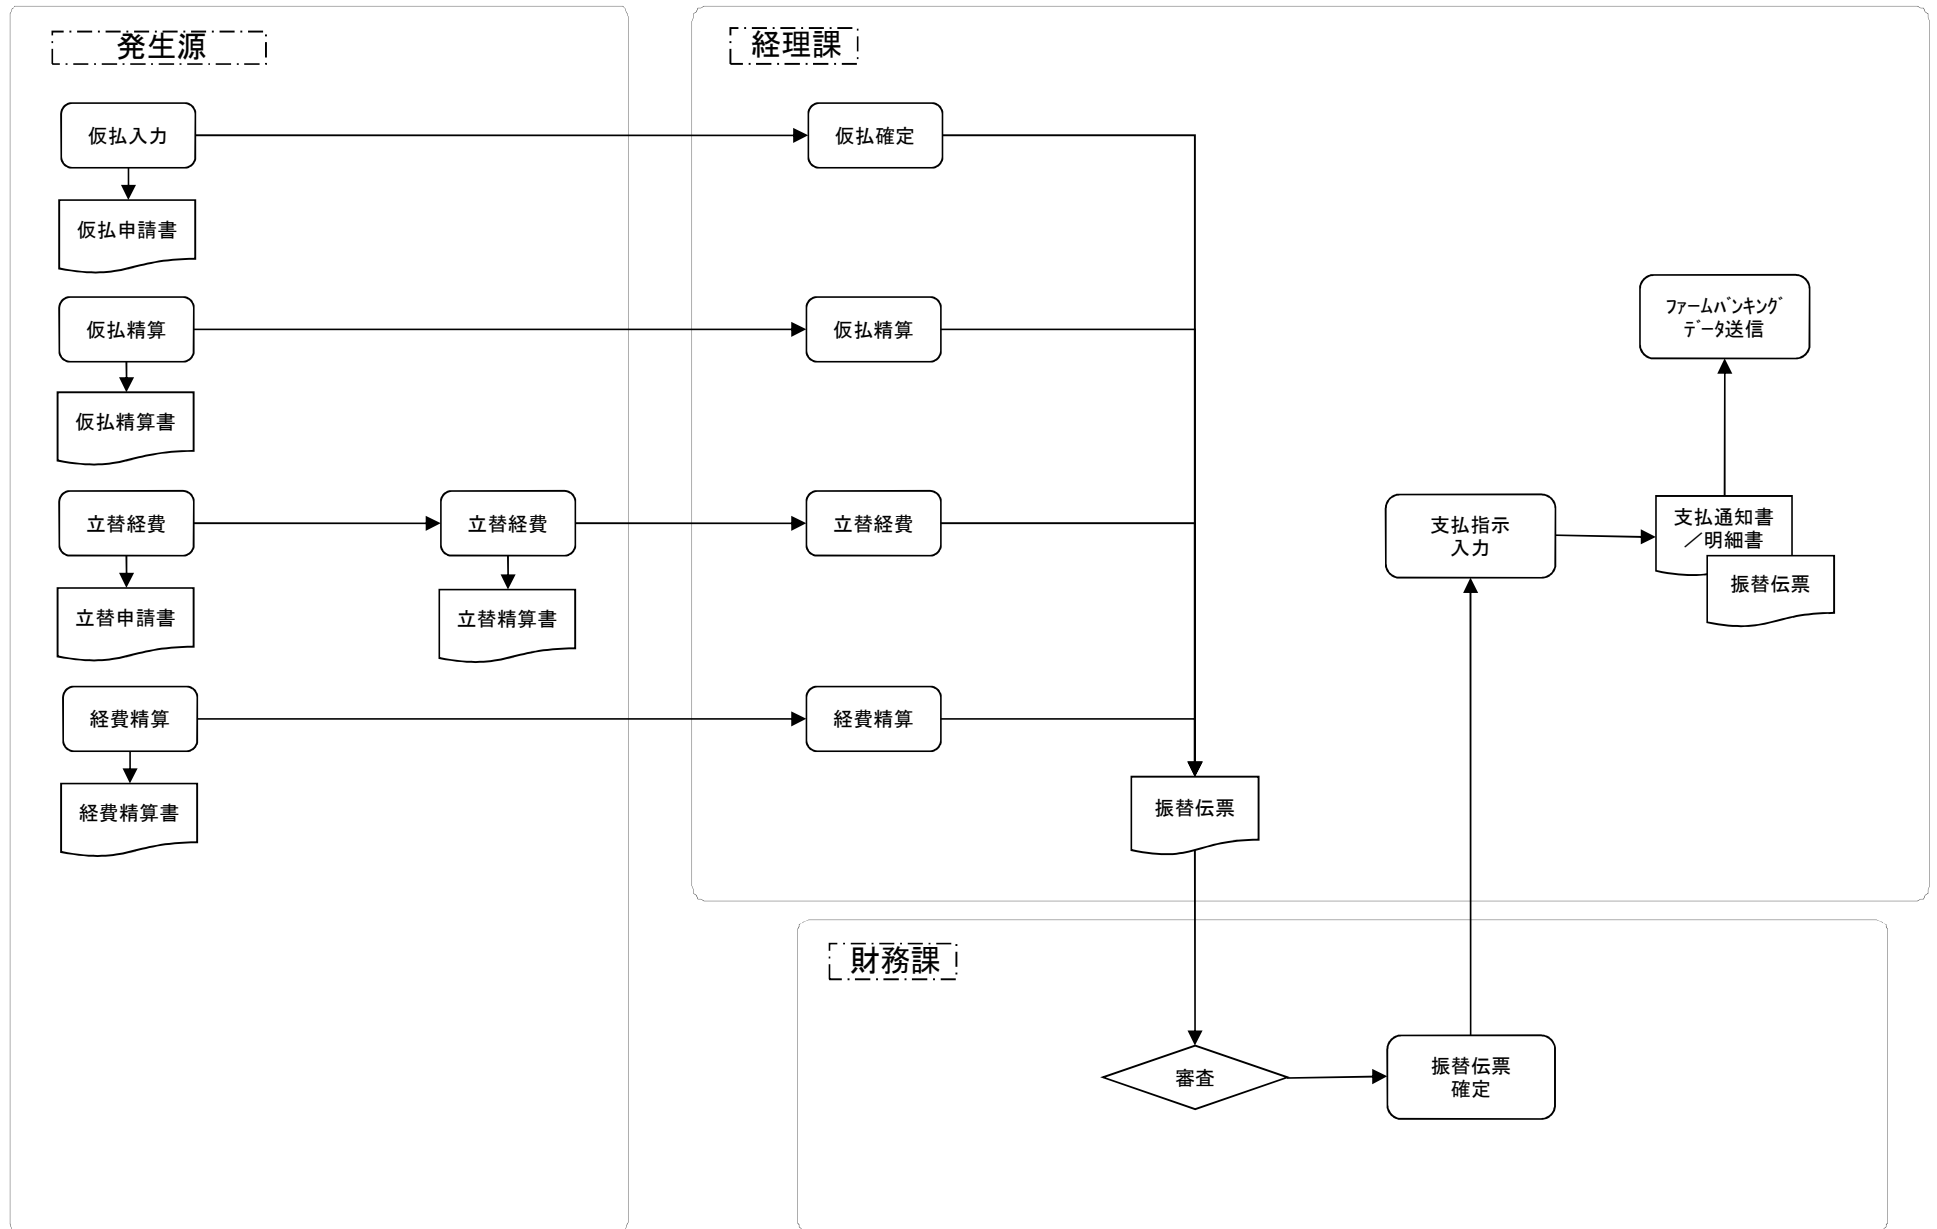 発生源
経理課
仮払入力
仮払確定
仮払申請書
仮払精算
仮払精算
仮払精算書
ﾌｧｰﾑﾊﾞﾝｷﾝｸﾞ
ﾃﾞｰﾀ送信
立替経費
立替経費
立替経費
立替申請書
立替精算書
支払指示
入力
支払通知書
／明細書
振替伝票
経費精算
経費精算
経費精算書
振替伝票
財務課
審査
振替伝票
確定